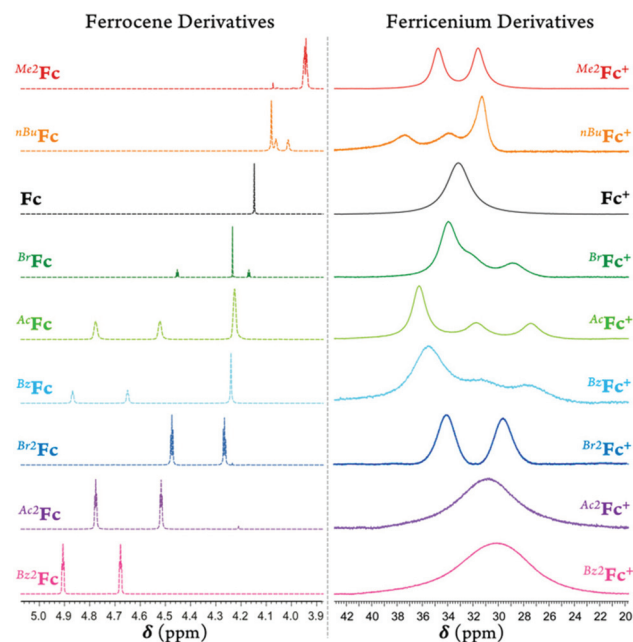 Ferrocene Derivatives Ferricenium Derivatives
Me2Fc Me2Fc+
nBuFc nBuFc+
Fc Fc+
BrFc BrFc+
AcFc AcFc+
BzFc BzFc+
Br2Fc Br2Fc+
Ac2Fc Ac2Fc+
Bz2Fc Bz2Fc+
5.0 4.9 4.8 4.7 4.6 4.5 4.4 4.3 4.2 4.1 4.0 3.9 42 40 38 36 34 32 30 28 26 24 22 20
δ (ppm) δ (ppm)